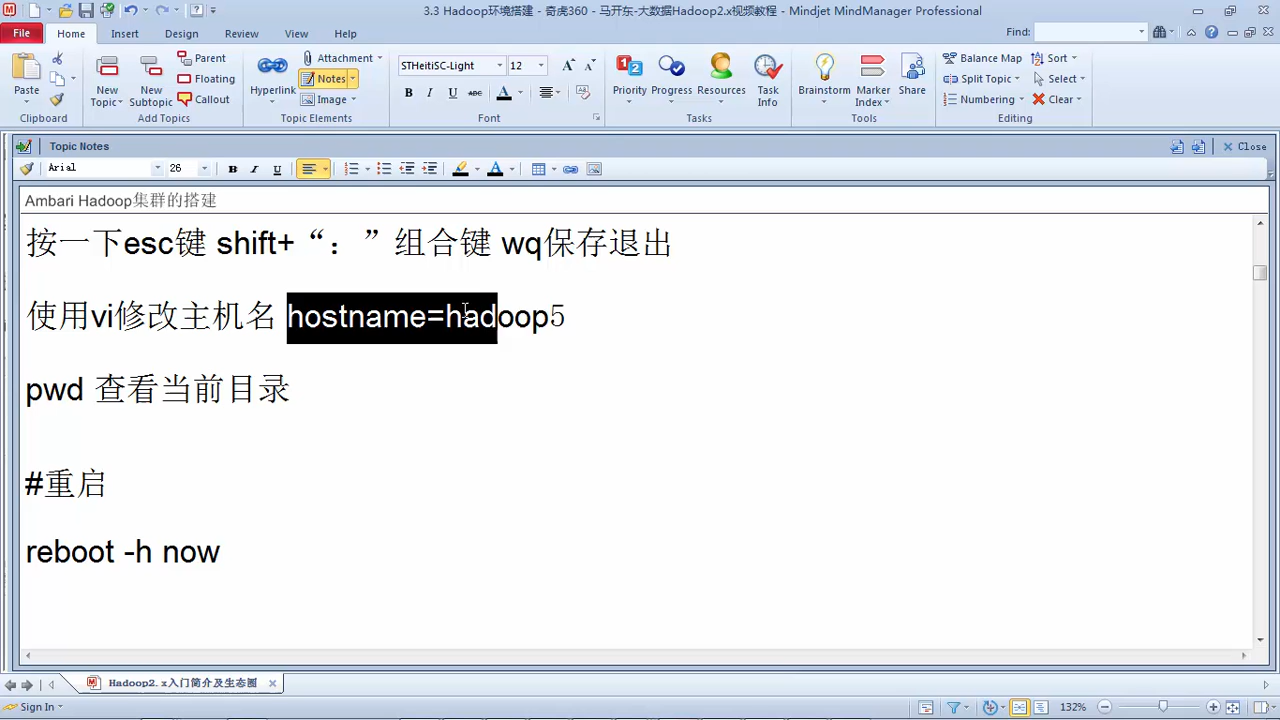 3.3 Hadoop环境搭建 - 奇虎360 - 马开东-大数据Hadoop2.x视频教程 - Mindjet MindManager Professional
File Home Insert Design Review View Help Find:
Paste
Clipboard
New Topic New Subtopic Parent Floating Callout
Add Topics
Hyperlink Attachment Notes Image
Topic Elements
STHeitiSC-Light 12
B I U ABC A
Font
Priority Progress Resources Task Info
Tasks
Brainstorm Marker Index Share
Tools
Balance Map Sort
Split Topic Select
Numbering Clear
Editing
Topic Notes Close
Arial 26 B I U A
Ambari Hadoop集群的搭建
按一下esc键 shift+“：”组合键 wq保存退出
使用vi修改主机名 hostname=hadoop5
pwd 查看当前目录
#重启
reboot -h now
Hadoop2.x入门简介及生态圈
Sign In 132%